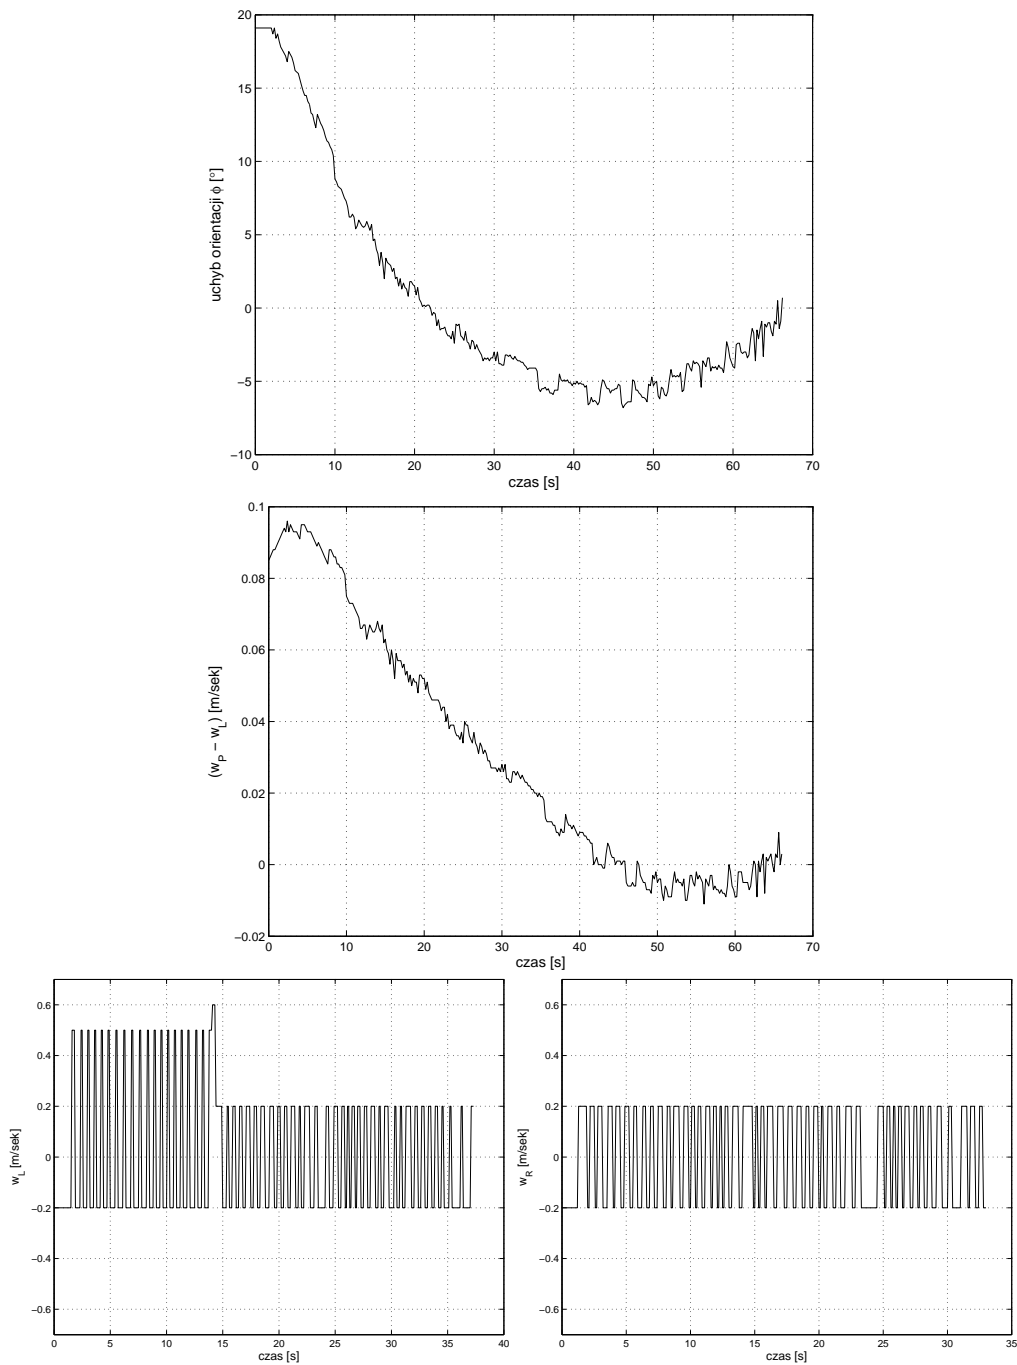 20
15
10
5
0
−5
−10
uchyb orientacji ϕ [°]
0 10 20 30 40 50 60 70
czas [s]
0.1
0.08
0.06
0.04
0.02
0
−0.02
(w_P − w_L) [m/sek]
0 10 20 30 40 50 60 70
czas [s]
0.6
0.4
0.2
0
−0.2
−0.4
−0.6
w_L [m/sek]
0 5 10 15 20 25 30 35 40
czas [s]
0.6
0.4
0.2
0
−0.2
−0.4
−0.6
w_R [m/sek]
0 5 10 15 20 25 30 35
czas [s]